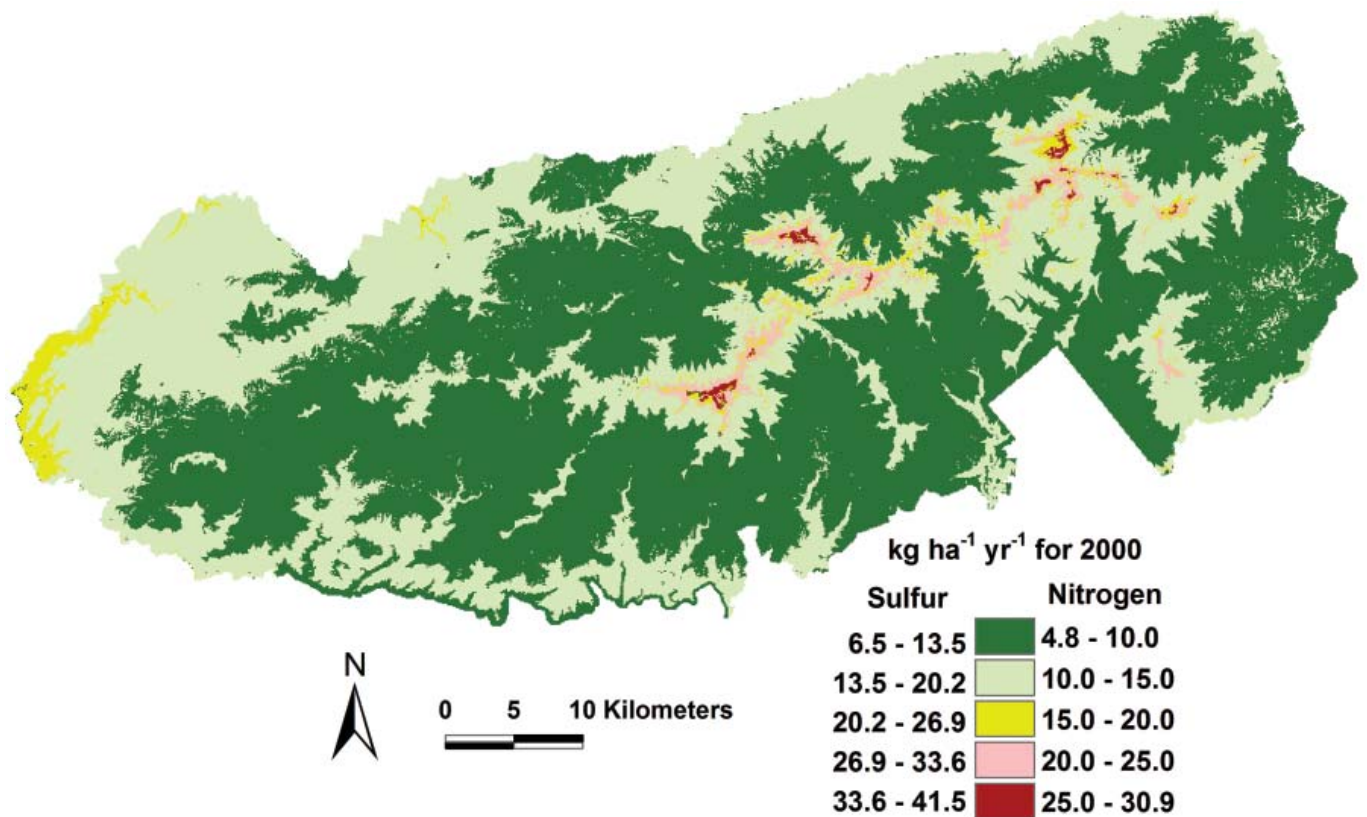 kg ha⁻¹ yr⁻¹ for 2000
Sulfur Nitrogen
6.5 - 13.5 4.8 - 10.0
13.5 - 20.2 10.0 - 15.0
20.2 - 26.9 15.0 - 20.0
26.9 - 33.6 20.0 - 25.0
33.6 - 41.5 25.0 - 30.9
N
0 5 10 Kilometers